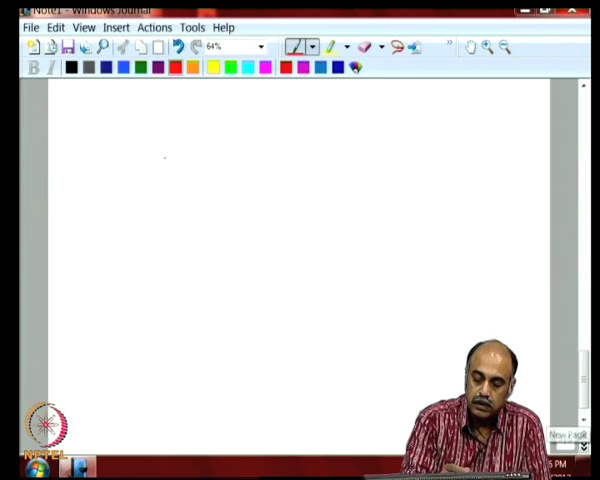 Note1 - Windows Journal
File Edit View Insert Actions Tools Help
64%
B I
New Page
NPTEL